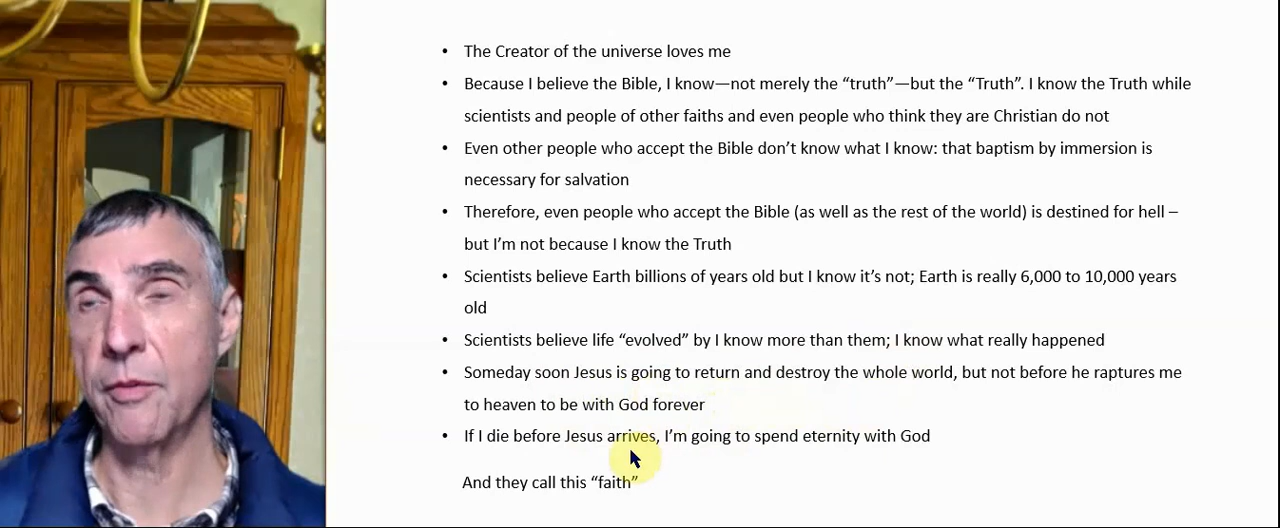 • The Creator of the universe loves me
• Because I believe the Bible, I know—not merely the “truth”—but the “Truth”. I know the Truth while
scientists and people of other faiths and even people who think they are Christian do not
• Even other people who accept the Bible don’t know what I know: that baptism by immersion is
necessary for salvation
• Therefore, even people who accept the Bible (as well as the rest of the world) is destined for hell –
but I’m not because I know the Truth
• Scientists believe Earth billions of years old but I know it’s not; Earth is really 6,000 to 10,000 years
old
• Scientists believe life “evolved” by I know more than them; I know what really happened
• Someday soon Jesus is going to return and destroy the whole world, but not before he raptures me
to heaven to be with God forever
• If I die before Jesus arrives, I’m going to spend eternity with God
And they call this “faith”